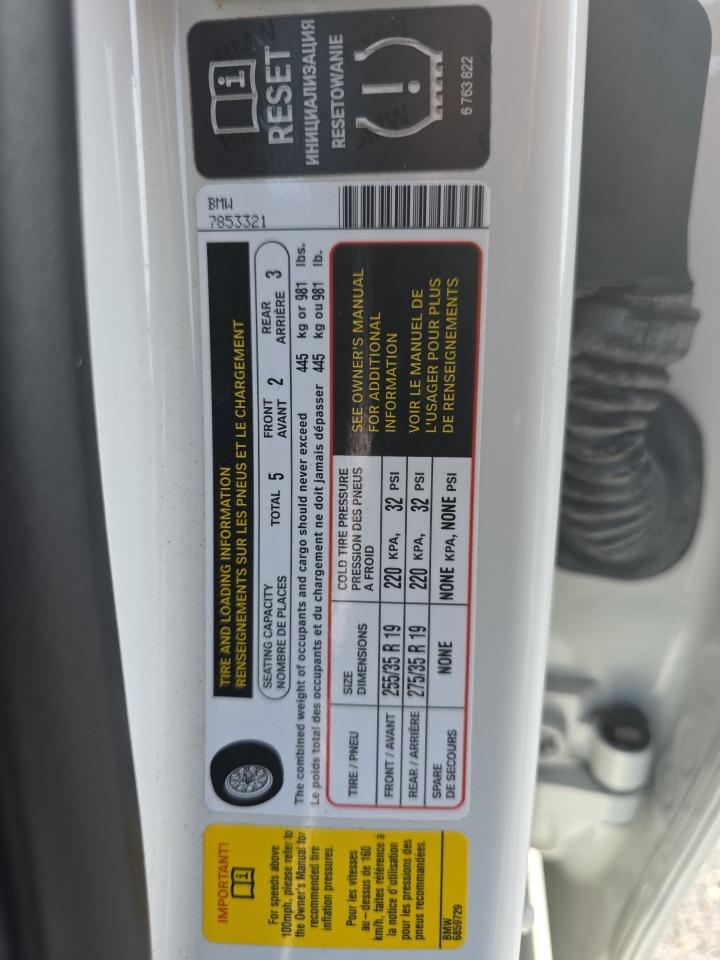 IMPORTANT!
For speeds above
100mph, please refer to
the Owner's Manual for
recommended tire
inflation pressures.
Pour les vitesses
au-dessus de 160
km/h, faites référence à
la notice d'utilisation
pour les pressions des
pneus recommandées.
BMW
6859729
TIRE AND LOADING INFORMATION
RENSEIGNEMENTS SUR LES PNEUS ET LE CHARGEMENT
SEATING CAPACITY
NOMBRE DE PLACES
TOTAL 5
FRONT
AVANT 2
REAR
ARRIÈRE 3
The combined weight of occupants and cargo should never exceed 445 kg or 981 lbs.
Le poids total des occupants et du chargement ne doit jamais dépasser 445 kg ou 981 lb.
TIRE / PNEU
SIZE
DIMENSIONS
COLD TIRE PRESSURE
PRESSION DES PNEUS
A FROID
FRONT / AVANT 255/35 R 19 220 KPA, 32 PSI
REAR / ARRIÈRE 275/35 R 19 220 KPA, 32 PSI
SPARE
DE SECOURS NONE NONE KPA, NONE PSI
SEE OWNER'S MANUAL
FOR ADDITIONAL
INFORMATION
VOIR LE MANUEL DE
L'USAGER POUR PLUS
DE RENSEIGNEMENTS
BMW
7853321
RESET
ИНИЦИАЛИЗАЦИЯ
RESETOWANIE
6 763 822
BMW
BMW
BMW
BMW